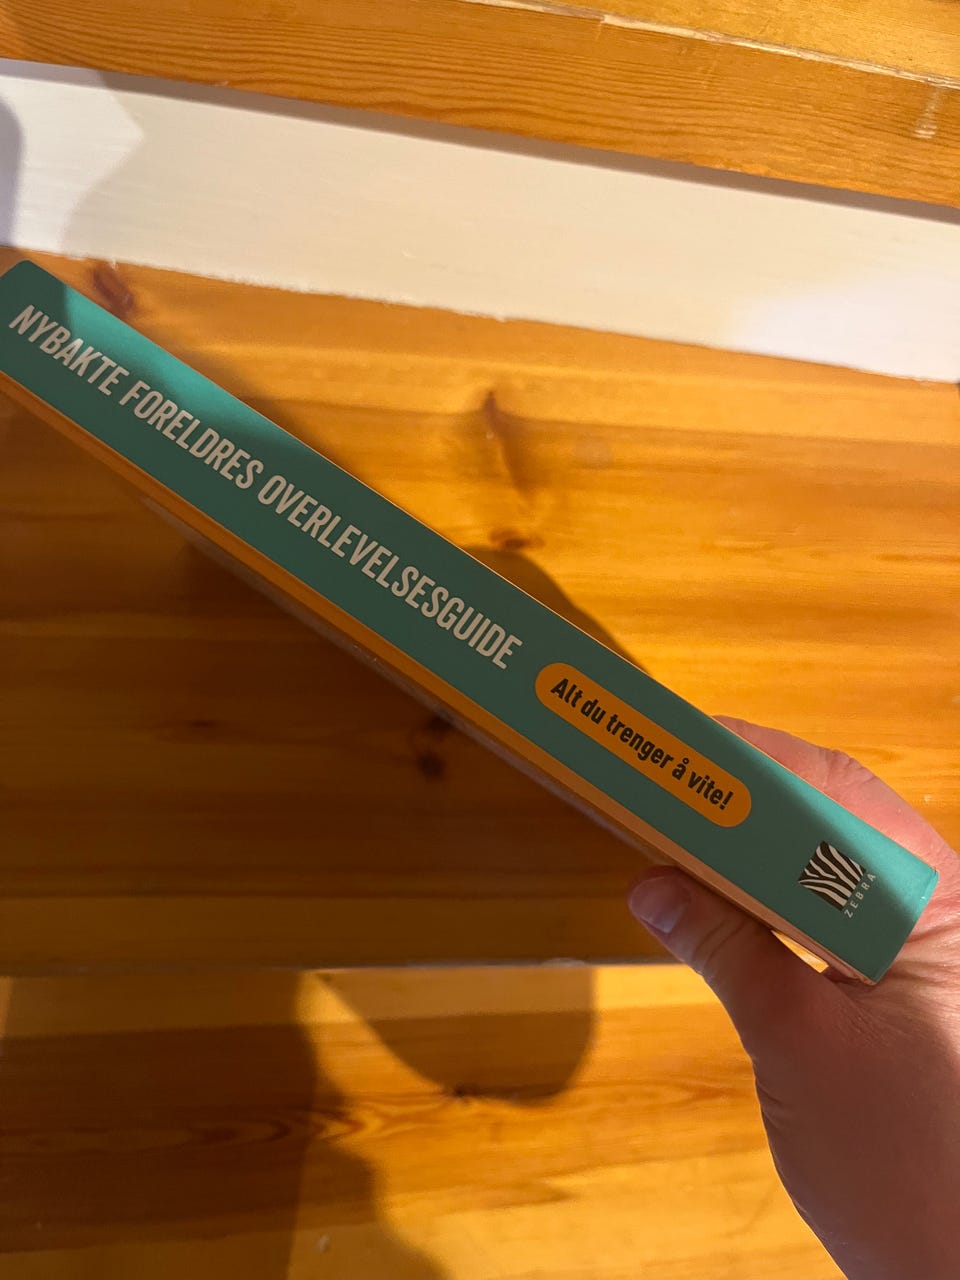 NYBAKTE FORELDRES OVERLEVELSESGUIDE
Alt du trenger å vite!
ZEBRA